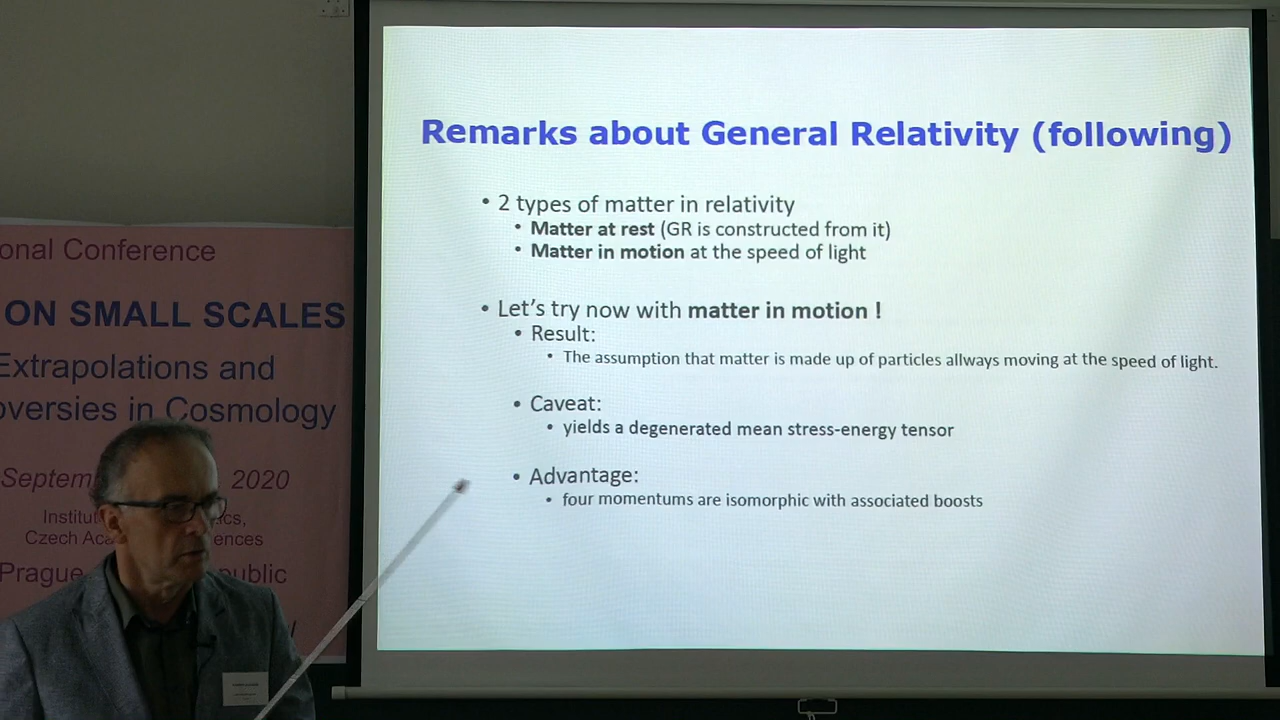 Remarks about General Relativity (following)
• 2 types of matter in relativity
• Matter at rest (GR is constructed from it)
• Matter in motion at the speed of light
• Let's try now with matter in motion !
• Result:
• The assumption that matter is made up of particles allways moving at the speed of light.
• Caveat:
• yields a degenerated mean stress-energy tensor
• Advantage:
• four momentums are isomorphic with associated boosts
onal Conference
ON SMALL SCALES
Extrapolations and
oversies in Cosmology
Septem 2020
Institut cs,
Czech Aca ences
Prague public